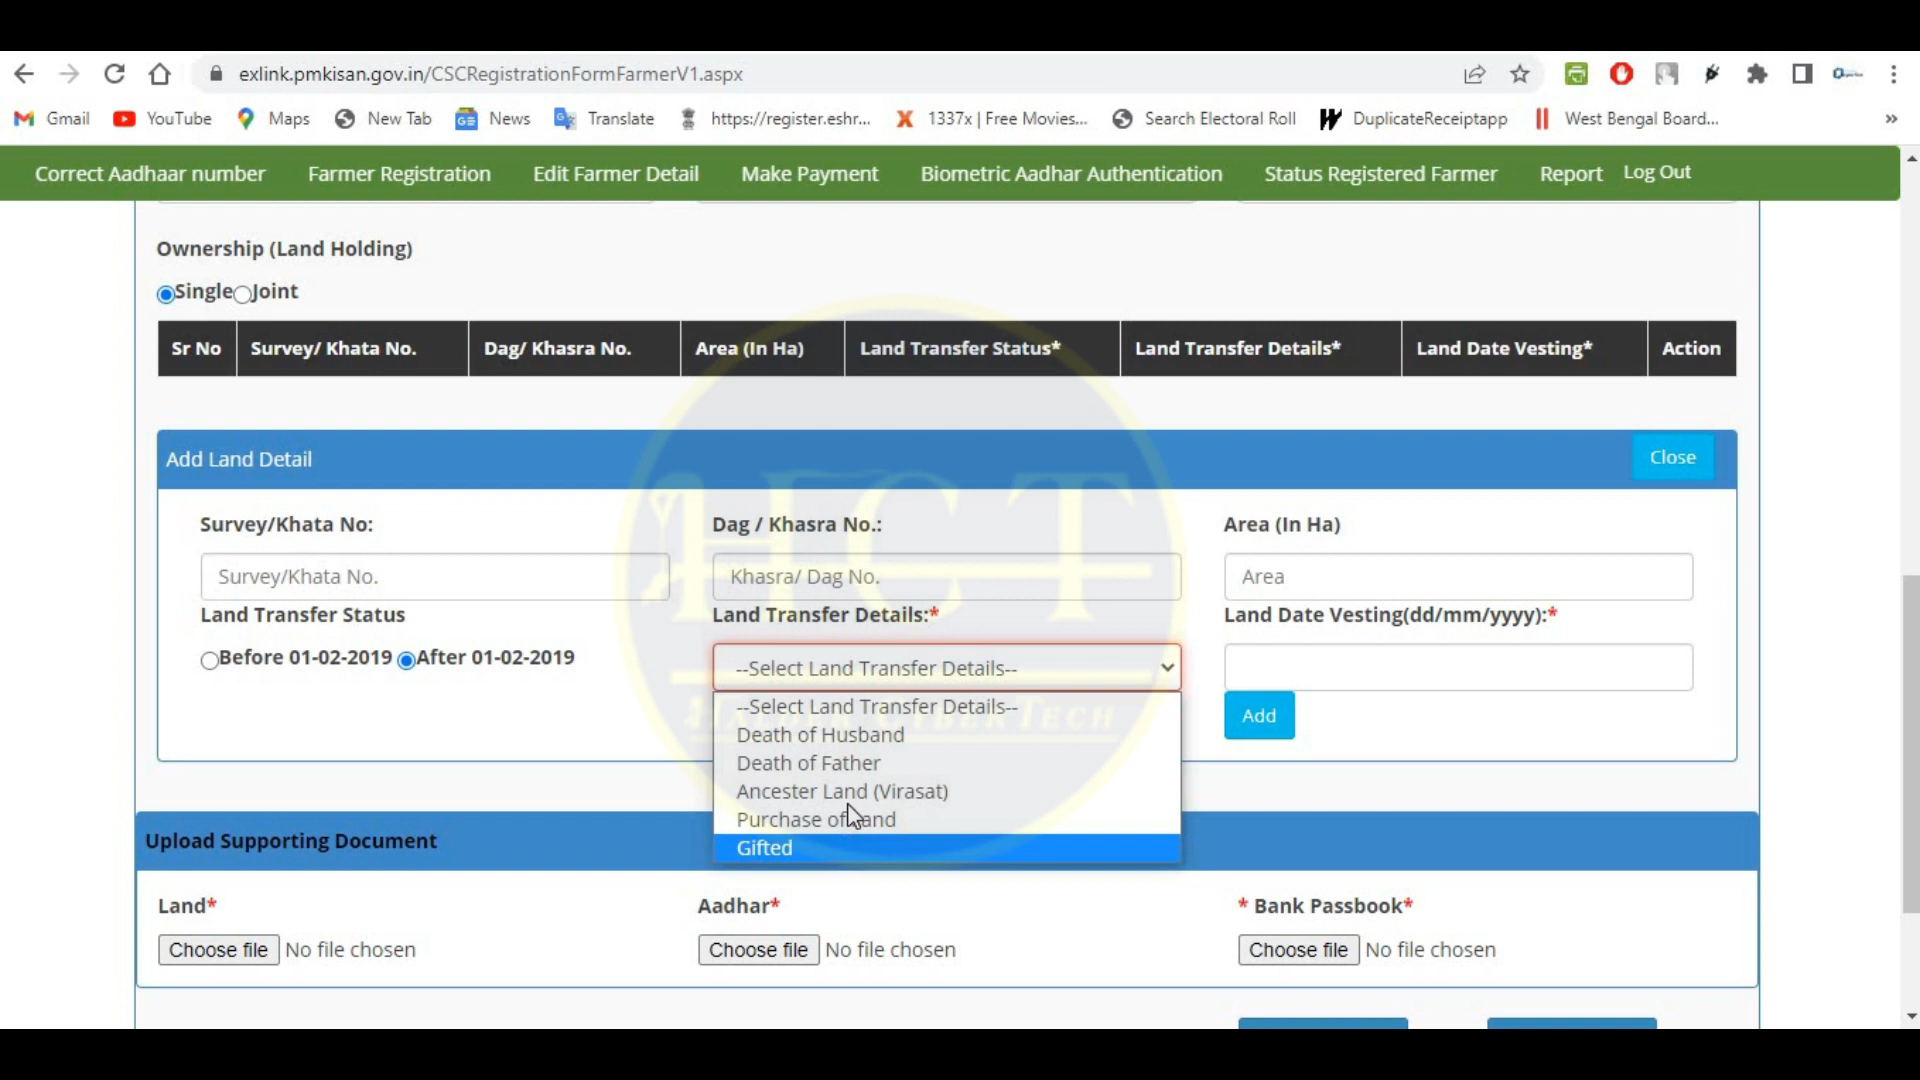 exlink.pmkisan.gov.in/CSCRegistrationFormFarmerV1.aspx
Gmail YouTube Maps New Tab News Translate https://register.eshr... 1337x | Free Movies... Search Electoral Roll DuplicateReceiptapp West Bengal Board... »
Correct Aadhaar number Farmer Registration Edit Farmer Detail Make Payment Biometric Aadhar Authentication Status Registered Farmer Report Log Out
Ownership (Land Holding)
Single Joint
Sr No Survey/ Khata No. Dag/ Khasra No. Area (In Ha) Land Transfer Status* Land Transfer Details* Land Date Vesting* Action
Add Land Detail Close
Survey/Khata No: Dag / Khasra No.: Area (In Ha)
Survey/Khata No. Khasra/ Dag No. Area
Land Transfer Status Land Transfer Details:* Land Date Vesting(dd/mm/yyyy):*
Before 01-02-2019 After 01-02-2019 --Select Land Transfer Details--
--Select Land Transfer Details--
Add
Death of Husband
Death of Father
Ancester Land (Virasat)
Purchase of Land
Gifted
HCT
Upload Supporting Document
Land* Aadhar* * Bank Passbook*
Choose file No file chosen Choose file No file chosen Choose file No file chosen